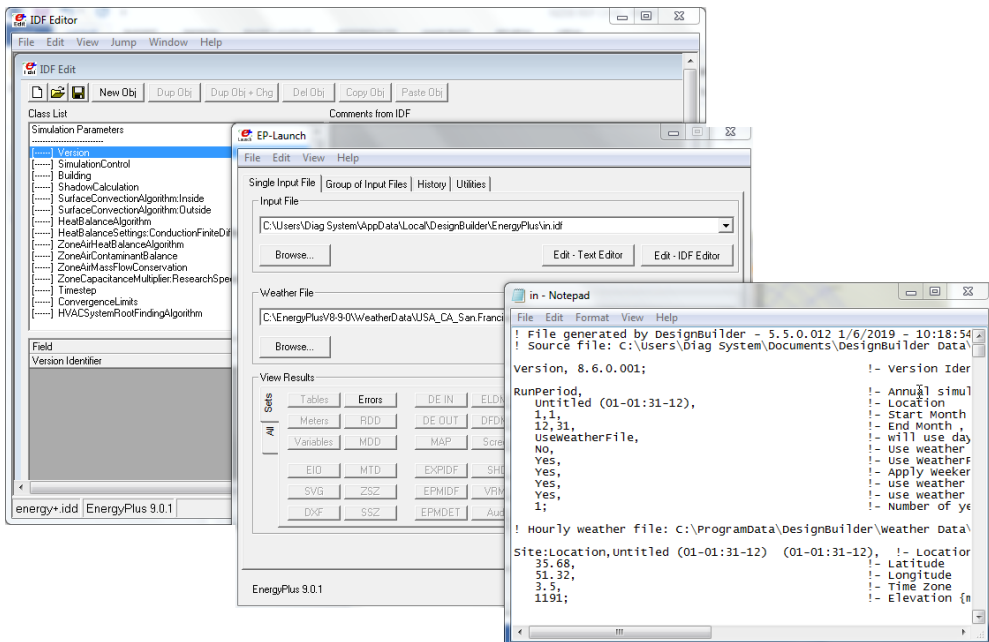 IDF Editor
File Edit View Jump Window Help
IDF Edit
New Obj Dup Obj Dup Obj + Chg Del Obj Copy Obj Paste Obj
Class List Comments from IDF
Simulation Parameters
[------] Version
[------] SimulationControl
[------] Building
[------] ShadowCalculation
[------] SurfaceConvectionAlgorithm:Inside
[------] SurfaceConvectionAlgorithm:Outside
[------] HeatBalanceAlgorithm
[------] HeatBalanceSettings:ConductionFiniteDif
[------] ZoneAirHeatBalanceAlgorithm
[------] ZoneAirContaminantBalance
[------] ZoneAirMassFlowConservation
[------] ZoneCapacitanceMultiplier:ResearchSpe
[------] Timestep
[------] ConvergenceLimits
[------] HVACSystemRootFindingAlgorithm
Field
Version Identifier
energy+.idd EnergyPlus 9.0.1
EP-Launch
File Edit View Help
Single Input File Group of Input Files History Utilities
Input File
C:\Users\Diag System\AppData\Local\DesignBuilder\EnergyPlus\in.idf
Browse... Edit - Text Editor Edit - IDF Editor
Weather File
C:\EnergyPlusV8-9-0\WeatherData\USA_CA_San.Franci
Browse...
View Results
Sets
All
Tables Errors DE IN ELDM
Meters RDD DE OUT DFDM
Variables MDD MAP Scre
EIO MTD EXPIDF SHD
SVG ZSZ EPMIDF VRM
DXF SSZ EPMDET Aud
EnergyPlus 9.0.1
in - Notepad
File Edit Format View Help
! File generated by DesignBuilder - 5.5.0.012 1/6/2019 - 10:18:54
! Source file: C:\Users\Diag System\Documents\DesignBuilder Data\
Version, 8.6.0.001; !- Version Iden
RunPeriod, !- Annual simul
Untitled (01-01:31-12), !- Location
1,1, !- Start Month
12,31, !- End Month ,
UseWeatherFile, !- will use day
No, !- Use weather
Yes, !- Use WeatherF
Yes, !- Apply Weeken
Yes, !- use weather
Yes, !- use weather
1; !- Number of ye
! Hourly weather file: C:\ProgramData\DesignBuilder\Weather Data\
Site:Location,Untitled (01-01:31-12) (01-01:31-12), !- Location
35.68, !- Latitude
51.32, !- Longitude
3.5, !- Time Zone
1191; !- Elevation {m